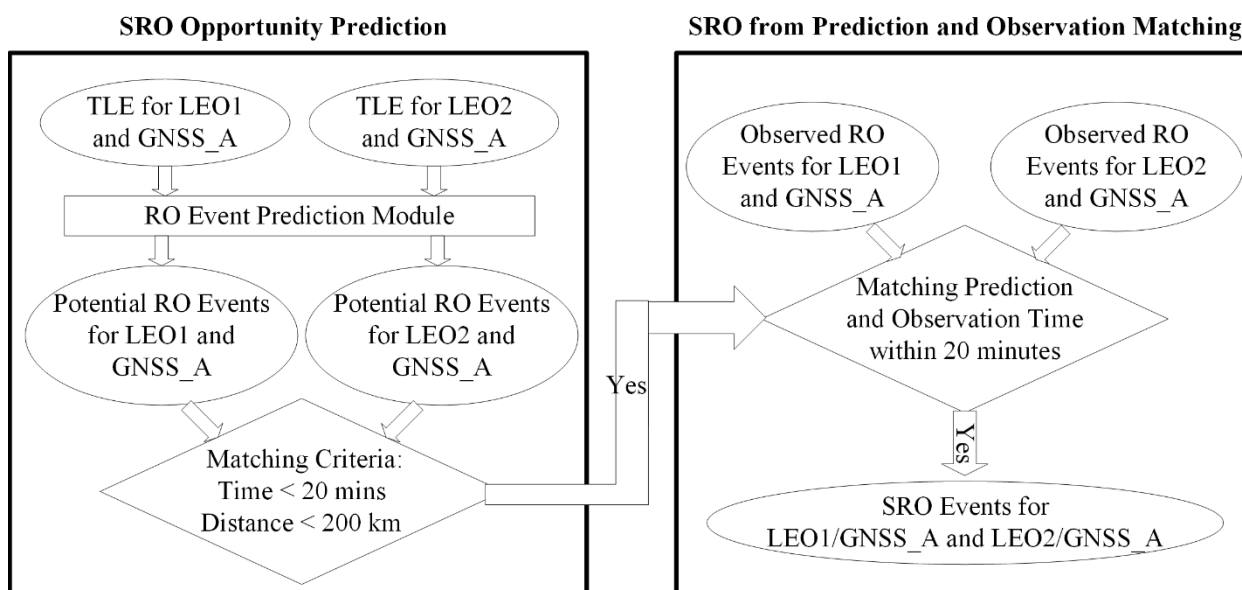 SRO Opportunity Prediction
TLE for LEO1
and GNSS_A
TLE for LEO2
and GNSS_A
RO Event Prediction Module
Potential RO Events
for LEO1 and
GNSS_A
Potential RO Events
for LEO2 and
GNSS_A
Matching Criteria:
Time < 20 mins
Distance < 200 km
Yes
SRO from Prediction and Observation Matching
Observed RO
Events for LEO1
and GNSS_A
Observed RO
Events for LEO2
and GNSS_A
Matching Prediction
and Observation Time
within 20 minutes
Yes
SRO Events for
LEO1/GNSS_A and LEO2/GNSS_A